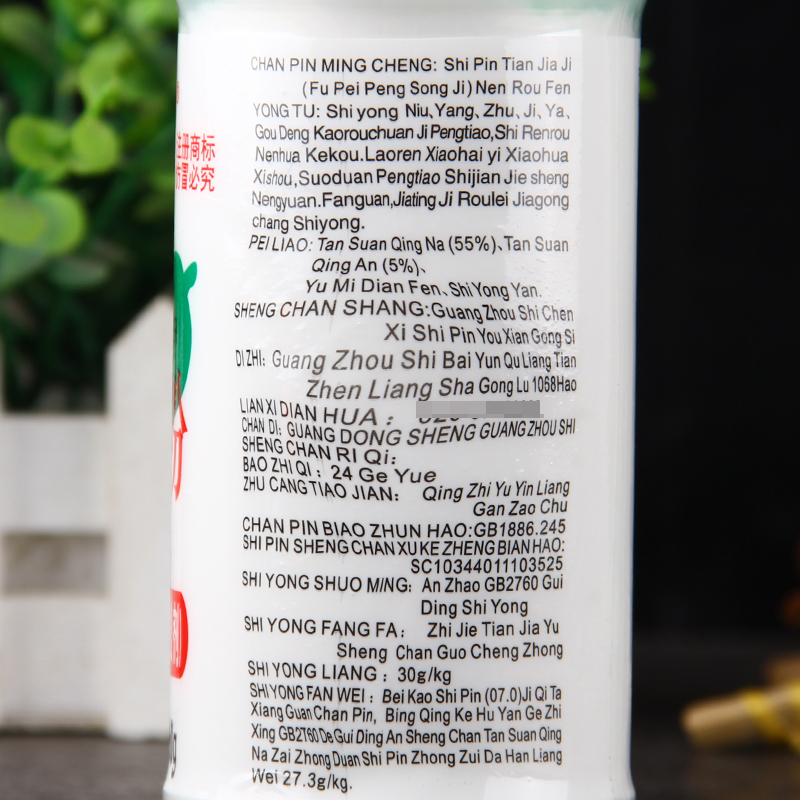 注册商标
仿冒必究
剂
CHAN PIN MING CHENG: Shi Pin Tian Jia Ji
(Fu Pei Peng Song Ji) Nen Rou Fen
YONG TU: Shi yong Niu,Yang, Zhu, Ji, Ya,
Gou Deng Kaorouchuan Ji Pengtiao,Shi Renrou
Nenhua Kekou.Laoren Xiaohai yi Xiaohua
Xishou,Suoduan Pengtiao Shijian Jie sheng
Nengyuan.Fanguan,Jiating Ji Roulei Jiagong
chang Shiyong.
PEI LIAO: Tan Suan Qing Na (55%)、Tan Suan
Qing An (5%)、
Yu Mi Dian Fen、Shi Yong Yan.
SHENG CHAN SHANG:Guang Zhou Shi Chen
Xi Shi Pin You Xian Gong Si
DI ZHI: Guang Zhou Shi Bai Yun Qu Liang Tian
Zhen Liang Sha Gong Lu 1068Hao
LIAN XI DIAN HUA：
CHAN DI: GUANG DONG SHENG GUANG ZHOU SHI
SHENG CHAN RI Qi:
BAO ZHI QI：24 Ge Yue
ZHU CANG TIAO JIAN: Qing Zhi Yu Yin Liang
Gan Zao Chu
CHAN PIN BIAO ZHUN HAO:GB1886.245
SHI PIN SHENG CHAN XU KE ZHENG BIAN HAO:
SC10344011103525
SHI YONG SHUO MING: An Zhao GB2760 Gui
Ding Shi Yong
SHI YONG FANG FA: Zhi Jie Tian Jia Yu
Sheng Chan Guo Cheng Zhong
SHI YONG LIANG：30g/kg
SHI YONG FAN WEI：Bei Kao Shi Pin (07.0)Ji Qi Ta
Xiang Guan Chan Pin, Bing Qing Ke Hu Yan Ge Zhi
Xing GB2T60 De Gui Ding An Sheng Chan Tan Suan Qing
Na Zai Zhong Duan Shi Pin Zhong Zui Da Han Liang
Wei 27.3g/kg.